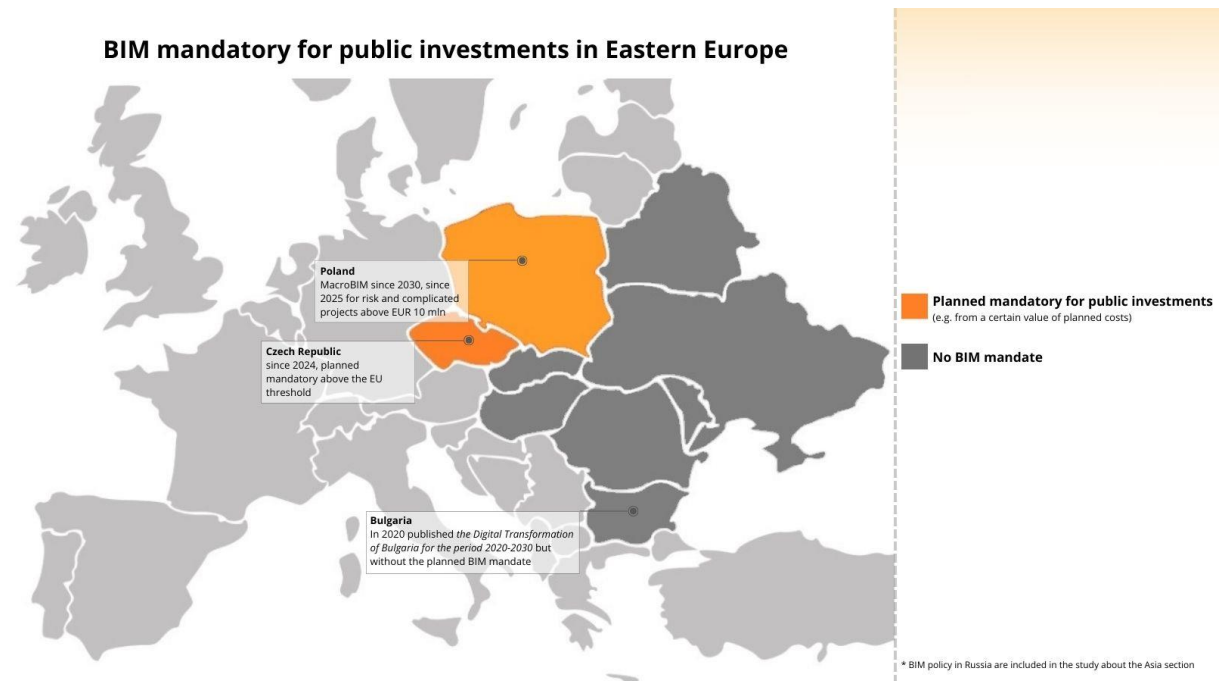 BIM mandatory for public investments in Eastern Europe
Poland
MacroBIM since 2030, since
2025 for risk and complicated
projects above EUR 10 mln
Czech Republic
since 2024, planned
mandatory above the EU
threshold
Bulgaria
In 2020 published the Digital Transformation
of Bulgaria for the period 2020-2030 but
without the planned BIM mandate
Planned mandatory for public investments
(e.g. from a certain value of planned costs)
No BIM mandate
* BIM policy in Russia are included in the study about the Asia section